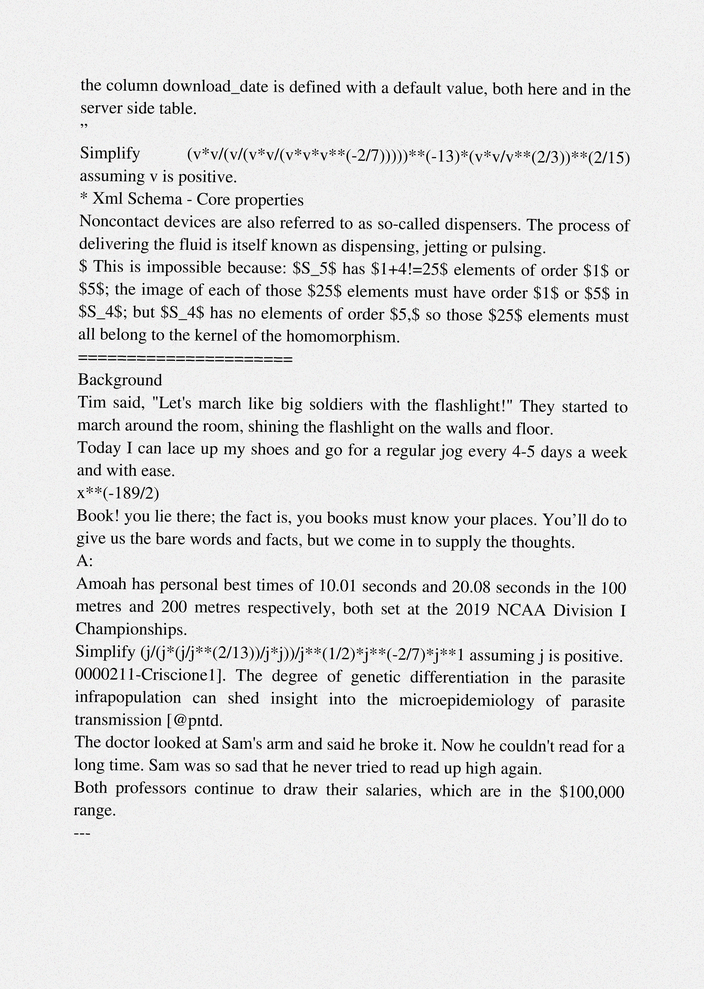 the column download_date is defined with a default value, both here and in the
server side table.
”
Simplify (v*v/(v/(v*v/(v*v*v**(-2/7)))))**(-13)*(v*v/v**(2/3))**(2/15)
assuming v is positive.
* Xml Schema - Core properties
Noncontact devices are also referred to as so-called dispensers. The process of
delivering the fluid is itself known as dispensing, jetting or pulsing.
$ This is impossible because: $S_5$ has $1+4!=25$ elements of order $1$ or
$5$; the image of each of those $25$ elements must have order $1$ or $5$ in
$S_4$; but $S_4$ has no elements of order $5,$ so those $25$ elements must
all belong to the kernel of the homomorphism.
======================
Background
Tim said, "Let's march like big soldiers with the flashlight!" They started to
march around the room, shining the flashlight on the walls and floor.
Today I can lace up my shoes and go for a regular jog every 4-5 days a week
and with ease.
x**(-189/2)
Book! you lie there; the fact is, you books must know your places. You’ll do to
give us the bare words and facts, but we come in to supply the thoughts.
A:
Amoah has personal best times of 10.01 seconds and 20.08 seconds in the 100
metres and 200 metres respectively, both set at the 2019 NCAA Division I
Championships.
Simplify (j/(j*(j/j**(2/13))/j*j))/j**(1/2)*j**(-2/7)*j**1 assuming j is positive.
0000211-Criscione1]. The degree of genetic differentiation in the parasite
infrapopulation can shed insight into the microepidemiology of parasite
transmission [@pntd.
The doctor looked at Sam's arm and said he broke it. Now he couldn't read for a
long time. Sam was so sad that he never tried to read up high again.
Both professors continue to draw their salaries, which are in the $100,000
range.
---